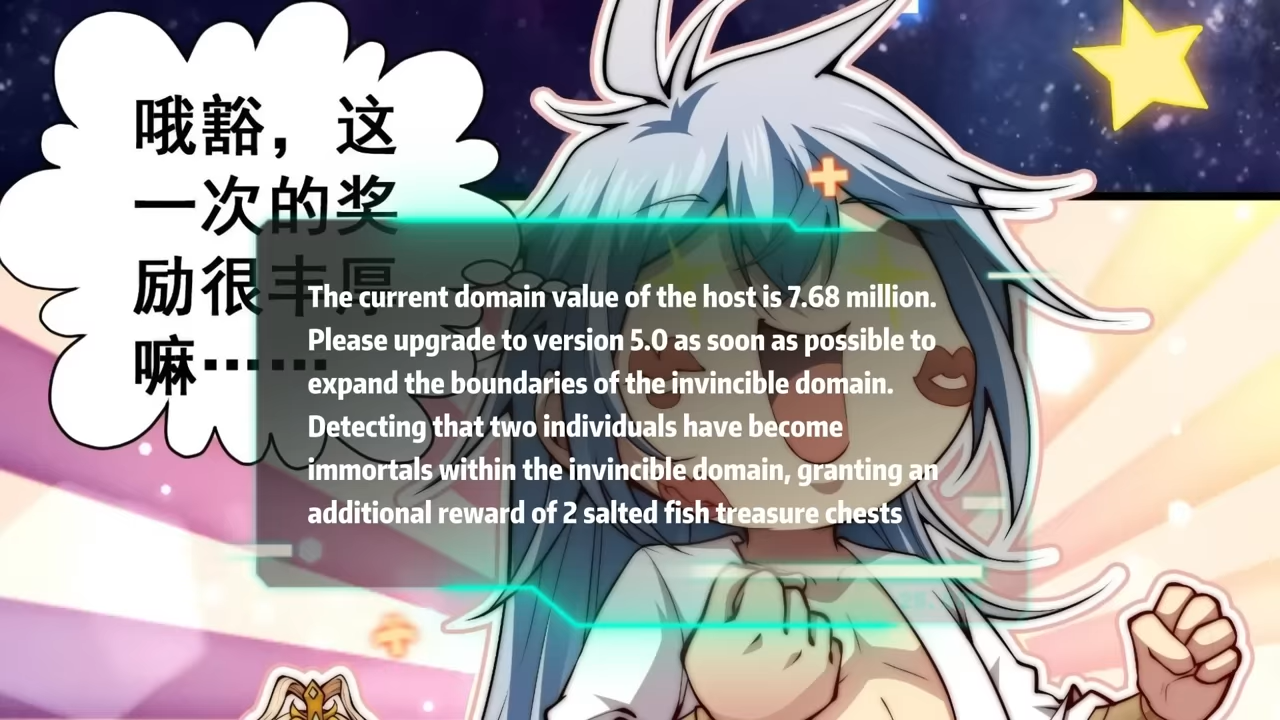 哦豁，这
一次的奖
励很丰厚
嘛……
The current domain value of the host is 7.68 million.
Please upgrade to version 5.0 as soon as possible to
expand the boundaries of the invincible domain.
Detecting that two individuals have become
immortals within the invincible domain, granting an
additional reward of 2 salted fish treasure chests